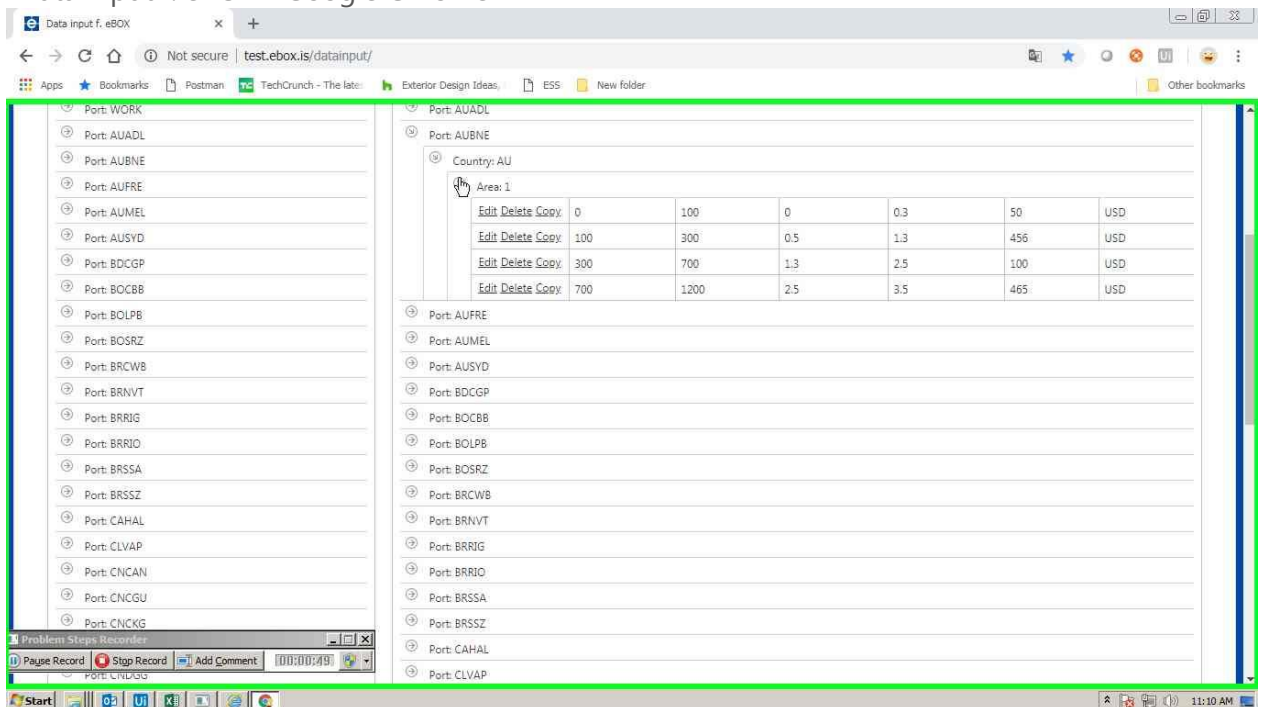 Data input f. eBOX
Not secure | test.ebox.is/datainput/
Apps Bookmarks Postman TechCrunch - The late Exterior Design Ideas, ESS New folder Other bookmarks
Port: WORK
Port: AUADL
Port: AUBNE
Port: AUFRE
Port: AUMEL
Port: AUSYD
Port: BDCGP
Port: BOCBB
Port: BOLPB
Port: BOSRZ
Port: BRCWB
Port: BRNVT
Port: BRRIG
Port: BRRIO
Port: BRSSA
Port: BRSSZ
Port: CAHAL
Port: CLVAP
Port: CNCAN
Port: CNCGU
Port: CNCKG
Port: CNDGG
Port: AUADL
Port: AUBNE
Country: AU
Area: 1
Edit Delete Copy 0 100 0 0.3 50 USD
Edit Delete Copy 100 300 0.5 1.3 456 USD
Edit Delete Copy 300 700 1.3 2.5 100 USD
Edit Delete Copy 700 1200 2.5 3.5 465 USD
Port: AUFRE
Port: AUMEL
Port: AUSYD
Port: BDCGP
Port: BOCBB
Port: BOLPB
Port: BOSRZ
Port: BRCWB
Port: BRNVT
Port: BRRIG
Port: BRRIO
Port: BRSSA
Port: BRSSZ
Port: CAHAL
Port: CLVAP
Problem Steps Recorder
Pause Record Stop Record Add Comment 00:00:49
Start 11:10 AM